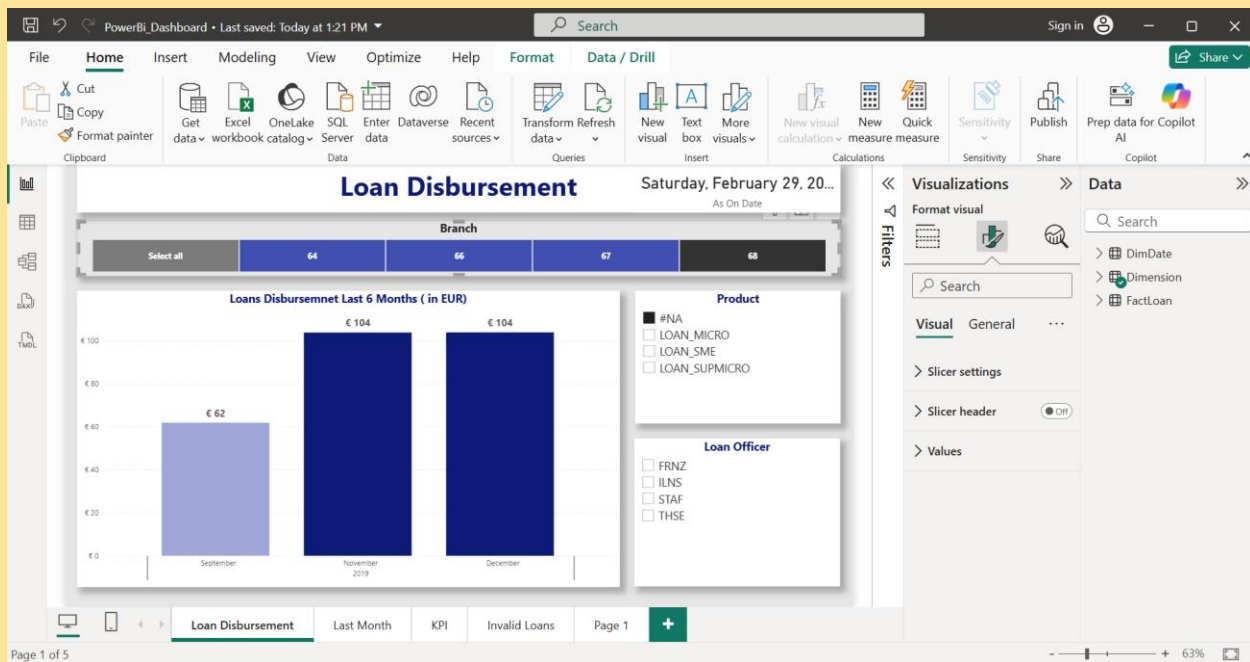 PowerBi_Dashboard • Last saved: Today at 1:21 PM
Search
Sign in
File Home Insert Modeling View Optimize Help Format Data / Drill
Share
Paste
Cut
Copy
Format painter
Clipboard
Get data
Excel workbook
OneLake catalog
SQL Server
Enter data
Dataverse
Recent sources
Data
Transform data
Refresh
Queries
New visual
Text box
More visuals
Insert
New visual calculation
New measure
Quick measure
Calculations
Sensitivity
Sensitivity
Publish
Share
Prep data for AI
Copilot
Copilot
DAX
TMDL
Loan Disbursement
Saturday, February 29, 20...
As On Date
Branch
Select all 64 66 67 68
Loans Disbursemnet Last 6 Months ( in EUR)
€ 100
€ 80
€ 60
€ 40
€ 20
€ 0
€ 62
€ 104
€ 104
September
November
December
2019
Product
#NA
LOAN_MICRO
LOAN_SME
LOAN_SUPMICRO
Loan Officer
FRNZ
ILNS
STAF
THSE
Filters
Visualizations
Format visual
Search
Visual General ...
Slicer settings
Slicer header Off
Values
Data
Search
DimDate
Dimension
FactLoan
Loan Disbursement
Last Month
KPI
Invalid Loans
Page 1
Page 1 of 5
63%